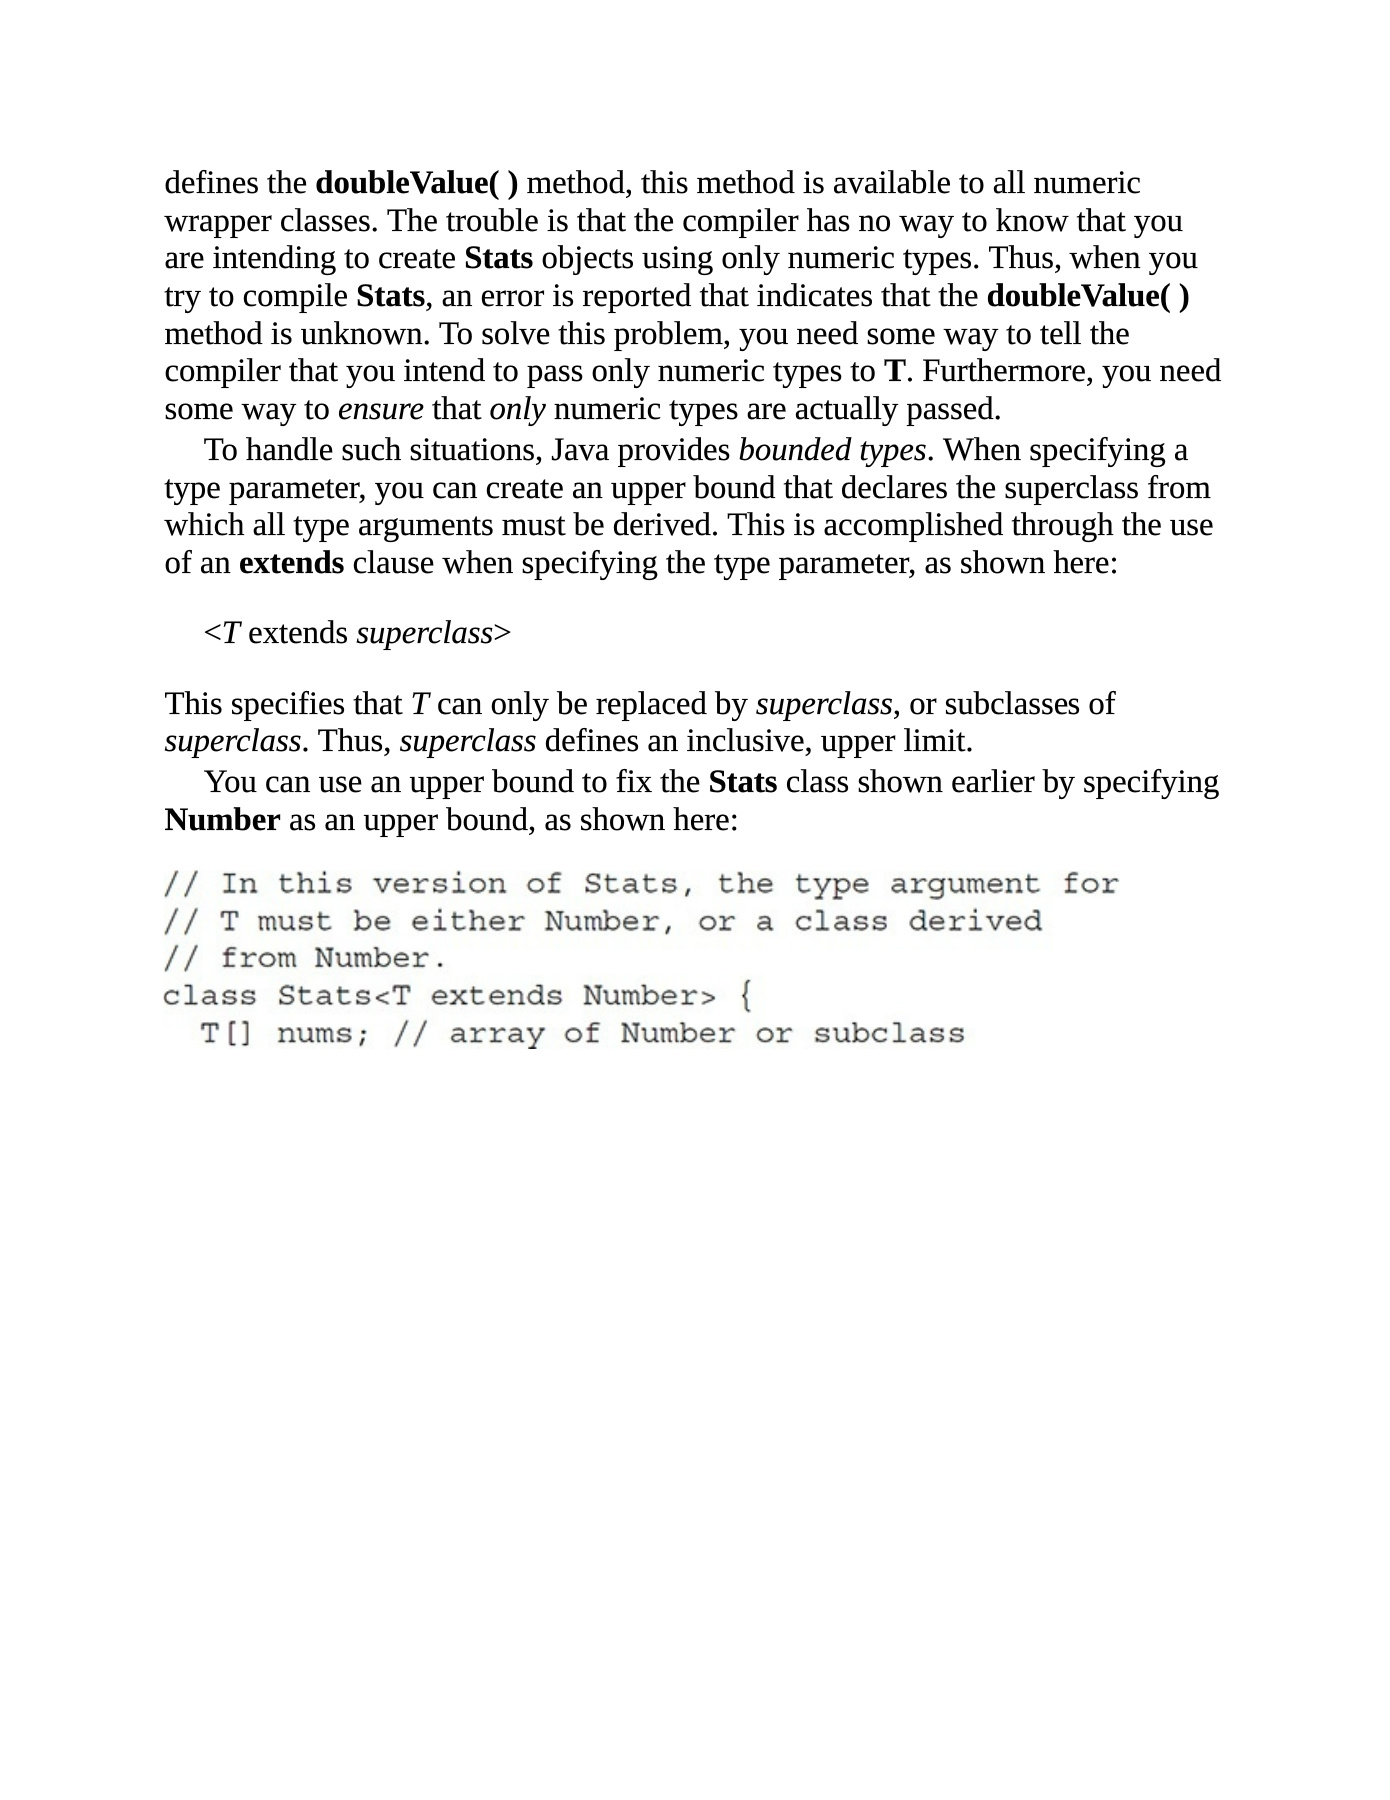 defines the doubleValue( ) method, this method is available to all numeric
wrapper classes. The trouble is that the compiler has no way to know that you
are intending to create Stats objects using only numeric types. Thus, when you
try to compile Stats, an error is reported that indicates that the doubleValue( )
method is unknown. To solve this problem, you need some way to tell the
compiler that you intend to pass only numeric types to T. Furthermore, you need
some way to ensure that only numeric types are actually passed.
To handle such situations, Java provides bounded types. When specifying a
type parameter, you can create an upper bound that declares the superclass from
which all type arguments must be derived. This is accomplished through the use
of an extends clause when specifying the type parameter, as shown here:
<T extends superclass>
This specifies that T can only be replaced by superclass, or subclasses of
superclass. Thus, superclass defines an inclusive, upper limit.
You can use an upper bound to fix the Stats class shown earlier by specifying
Number as an upper bound, as shown here:
// In this version of Stats, the type argument for
// T must be either Number, or a class derived
// from Number.
class Stats<T extends Number> {
  T[] nums; // array of Number or subclass